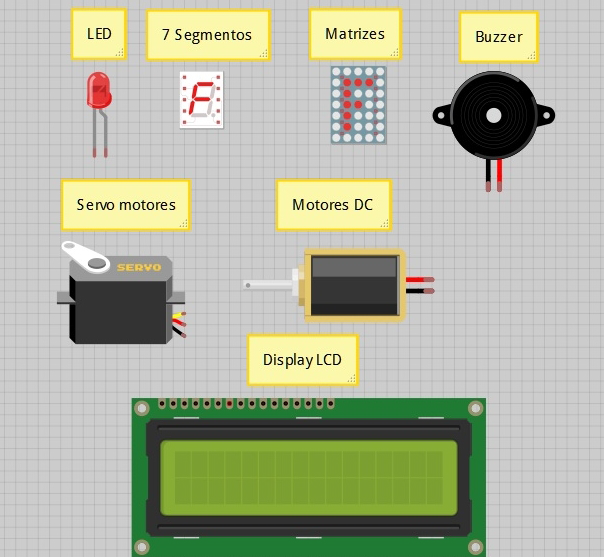 LED
7 Segmentos
Matrizes
Buzzer
F
Servo motores
Motores DC
SERVO
Display LCD